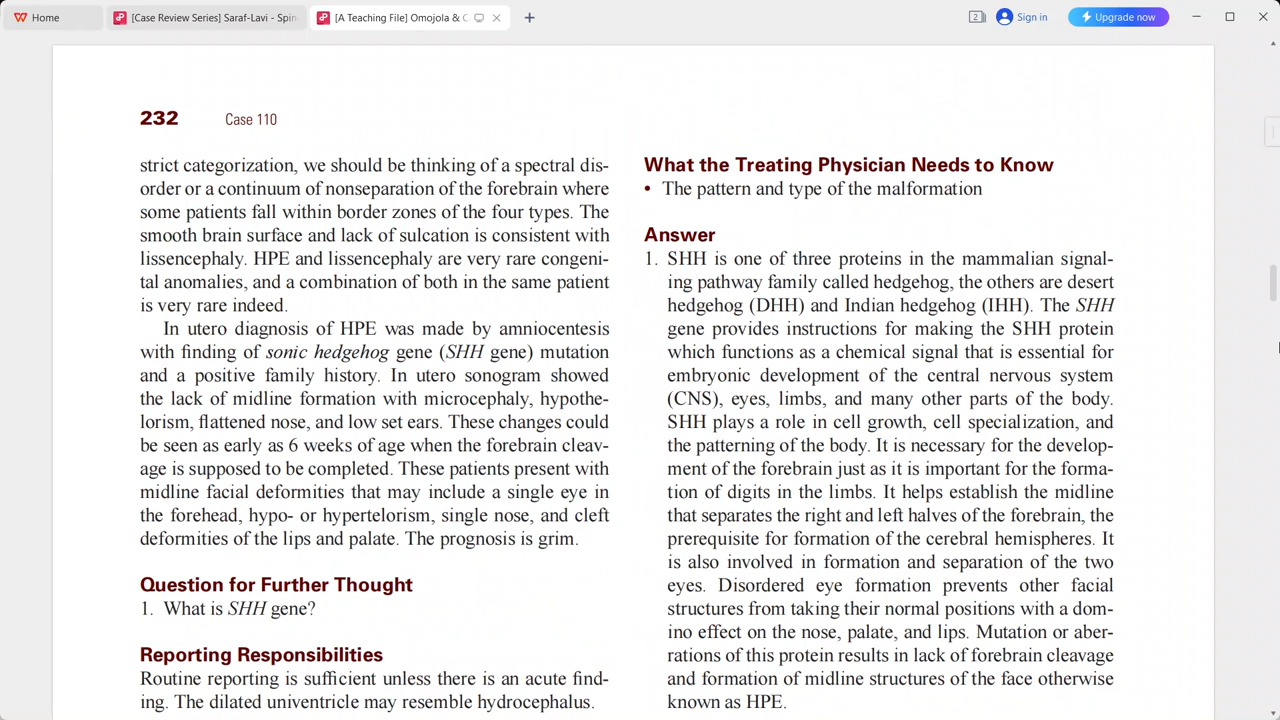 Home
[Case Review Series] Saraf-Lavi - Spin
[A Teaching File] Omojola & C
2
Sign in
Upgrade now
232 Case 110
strict categorization, we should be thinking of a spectral dis-
order or a continuum of nonseparation of the forebrain where
some patients fall within border zones of the four types. The
smooth brain surface and lack of sulcation is consistent with
lissencephaly. HPE and lissencephaly are very rare congeni-
tal anomalies, and a combination of both in the same patient
is very rare indeed.
In utero diagnosis of HPE was made by amniocentesis
with finding of sonic hedgehog gene (SHH gene) mutation
and a positive family history. In utero sonogram showed
the lack of midline formation with microcephaly, hypothe-
lorism, flattened nose, and low set ears. These changes could
be seen as early as 6 weeks of age when the forebrain cleav-
age is supposed to be completed. These patients present with
midline facial deformities that may include a single eye in
the forehead, hypo- or hypertelorism, single nose, and cleft
deformities of the lips and palate. The prognosis is grim.
Question for Further Thought
1. What is SHH gene?
Reporting Responsibilities
Routine reporting is sufficient unless there is an acute find-
ing. The dilated univentricle may resemble hydrocephalus.
What the Treating Physician Needs to Know
• The pattern and type of the malformation
Answer
1. SHH is one of three proteins in the mammalian signal-
ing pathway family called hedgehog, the others are desert
hedgehog (DHH) and Indian hedgehog (IHH). The SHH
gene provides instructions for making the SHH protein
which functions as a chemical signal that is essential for
embryonic development of the central nervous system
(CNS), eyes, limbs, and many other parts of the body.
SHH plays a role in cell growth, cell specialization, and
the patterning of the body. It is necessary for the develop-
ment of the forebrain just as it is important for the forma-
tion of digits in the limbs. It helps establish the midline
that separates the right and left halves of the forebrain, the
prerequisite for formation of the cerebral hemispheres. It
is also involved in formation and separation of the two
eyes. Disordered eye formation prevents other facial
structures from taking their normal positions with a dom-
ino effect on the nose, palate, and lips. Mutation or aber-
rations of this protein results in lack of forebrain cleavage
and formation of midline structures of the face otherwise
known as HPE.